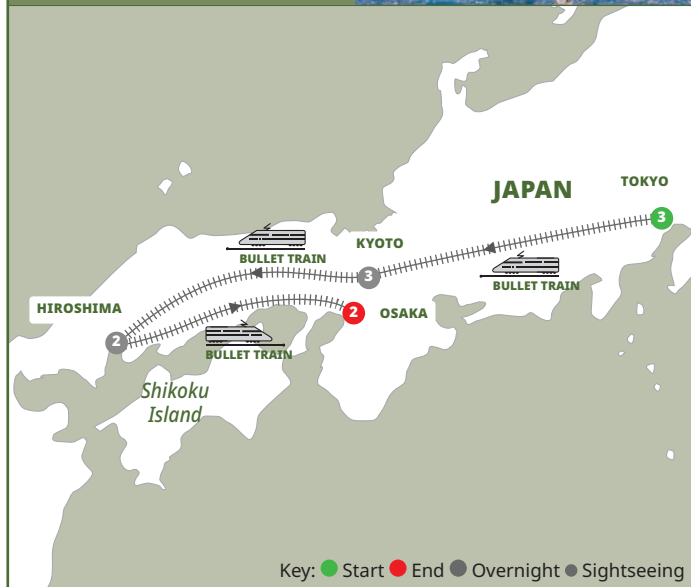 JAPAN
TOKYO
3
BULLET TRAIN
KYOTO
3
BULLET TRAIN
HIROSHIMA
2
BULLET TRAIN
2
OSAKA
Shikoku
Island
Key: Start End Overnight Sightseeing